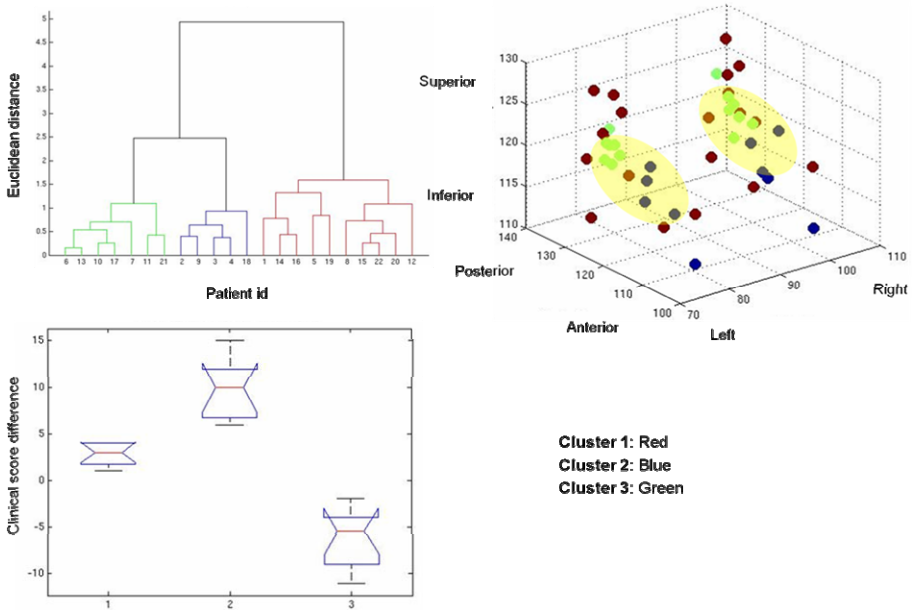 Euclidean distance
5
4.5
4
3.5
3
2.5
2
1.5
1
0.5
0
6 13 10 17 7 11 21 2 9 3 4 18 1 14 16 5 19 8 15 22 20 12
Patient id
Superior
Inferior
130
125
120
115
110
140
130
120
110
100
70
80
90
100
110
Posterior
Anterior
Left
Right
Clinical score difference
15
10
5
0
-5
-10
1 2 3
Cluster 1: Red
Cluster 2: Blue
Cluster 3: Green